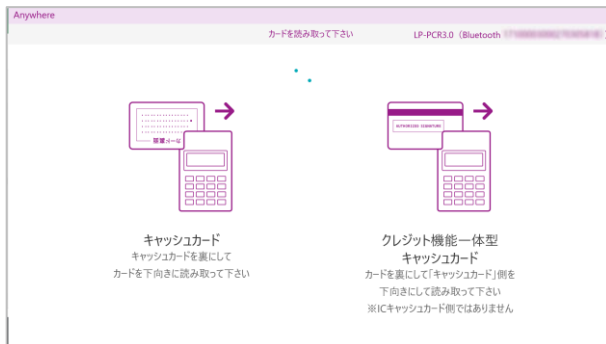 Anywhere
カードを読み取って下さい
LP-PCR3.0（Bluetooth
AUTHORIZED SIGNATURE
キャッシュカード
キャッシュカードを裏にして
カードを下向きに読み取って下さい
クレジット機能一体型
キャッシュカード
カードを裏にして「キャッシュカード」側を
下向きにして読み取って下さい
※ICキャッシュカード側ではありません